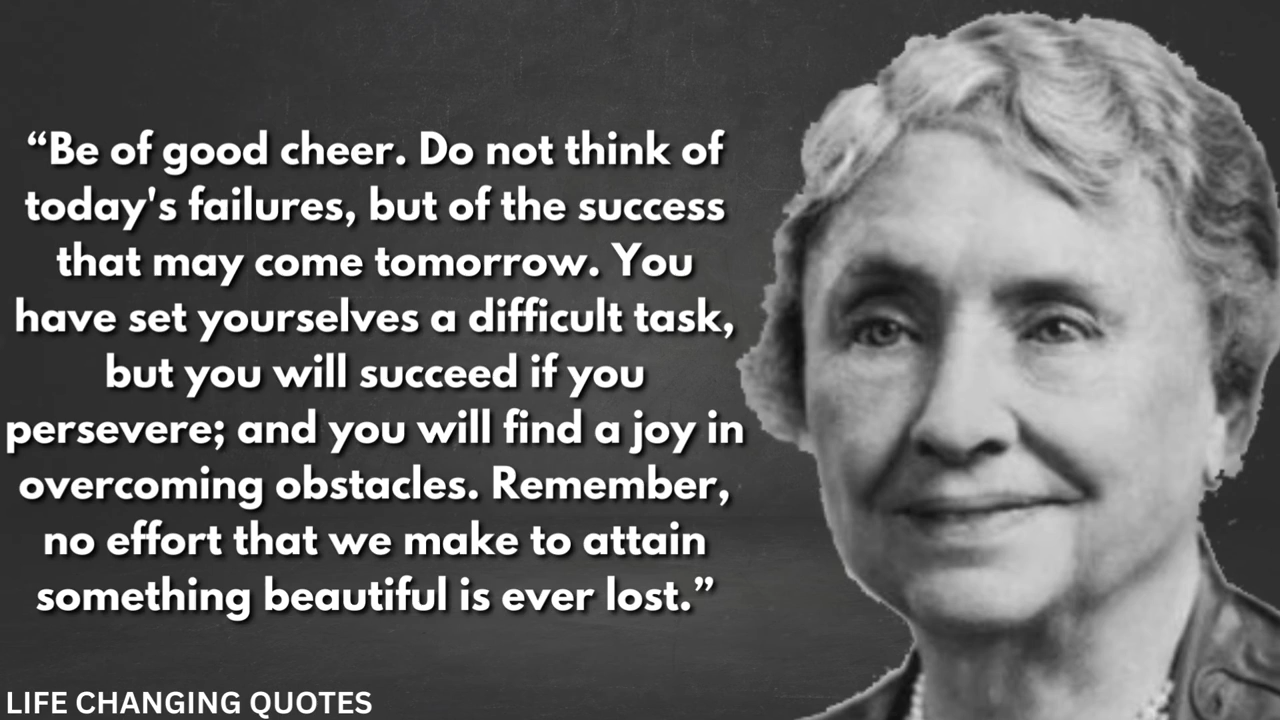 “Be of good cheer. Do not think of
today's failures, but of the success
that may come tomorrow. You
have set yourselves a difficult task,
but you will succeed if you
persevere; and you will find a joy in
overcoming obstacles. Remember,
no effort that we make to attain
something beautiful is ever lost.”
LIFE CHANGING QUOTES